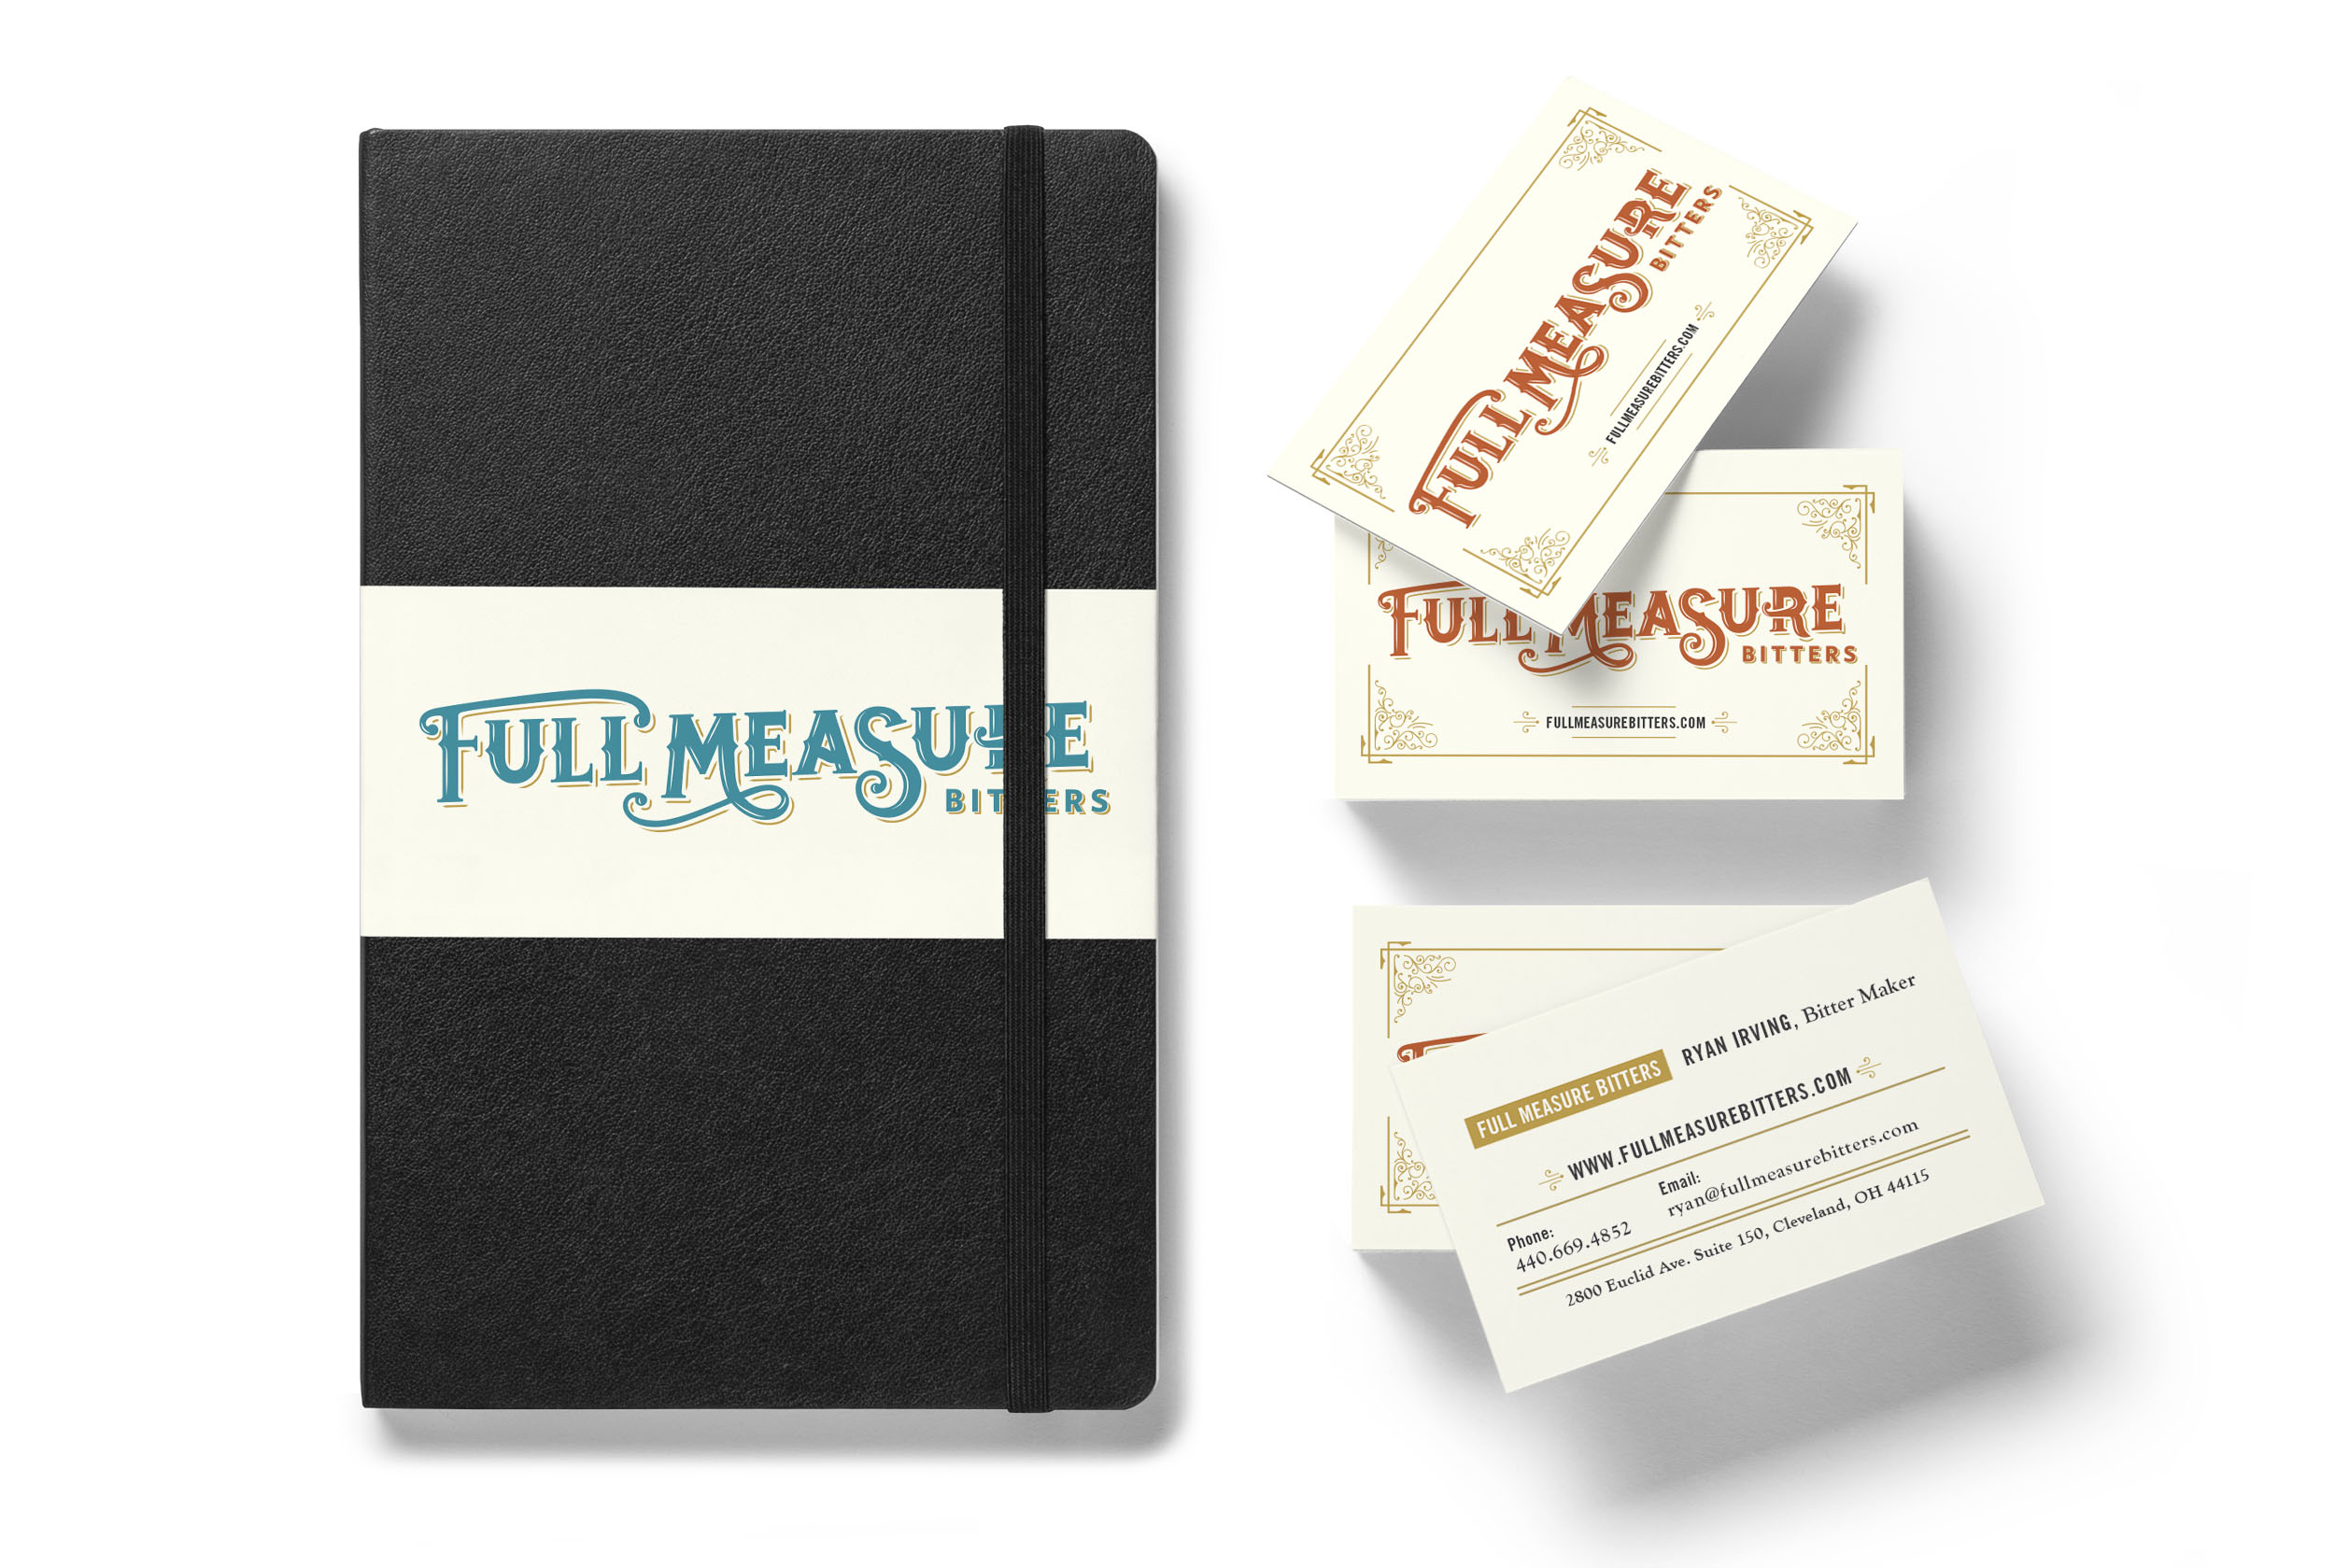 FULL MEASURE
BITTERS
FULL MEASURE
BITTERS
FULLMEASUREBITTERS.COM
FULL MEASURE
BITTERS
FULLMEASUREBITTERS.COM
FULL MEASURE BITTERS RYAN IRVING, Bitter Maker
WWW.FULLMEASUREBITTERS.COM
Phone:
440.669.4852
Email:
ryan@fullmeasurebitters.com
2800 Euclid Ave. Suite 150, Cleveland, OH 44115